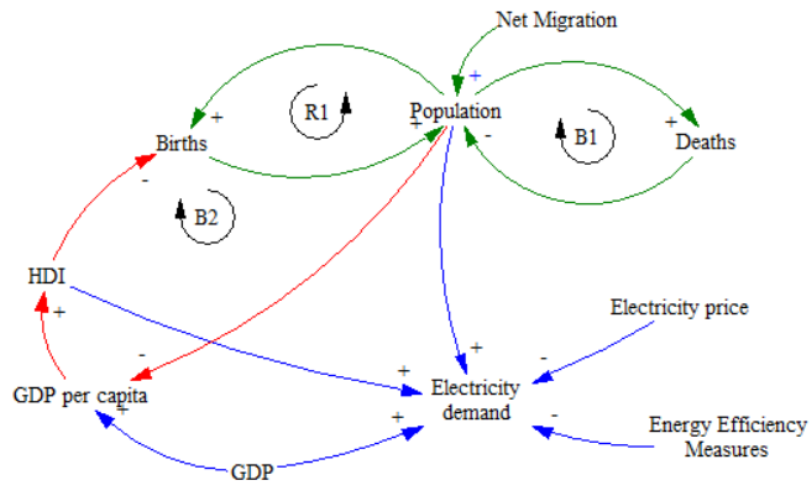 Net Migration
+
R1
Population
+
+
+
-
B1
Deaths
Births
-
B2
HDI
+
Electricity price
-
+
+
-
GDP per capita
+
+
Electricity
demand
-
Energy Efficiency
Measures
GDP